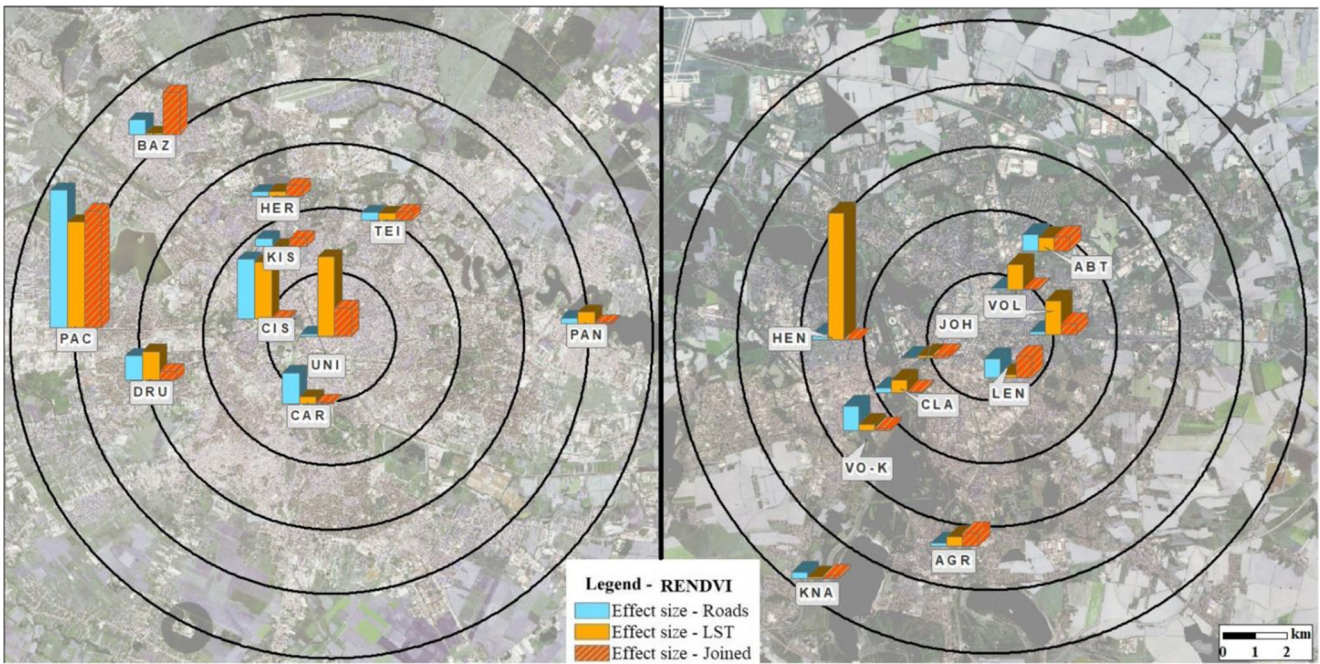 BAZ
HER
TEI
KIS
PAC
CIS
PAN
UNI
DRU
CAR
ABT
VOL
JOH
HEN
LEN
CLA
VO-K
AGR
KNA
Legend - RENDVI
Effect size - Roads
Effect size - LST
Effect size - Joined
km
0 1 2